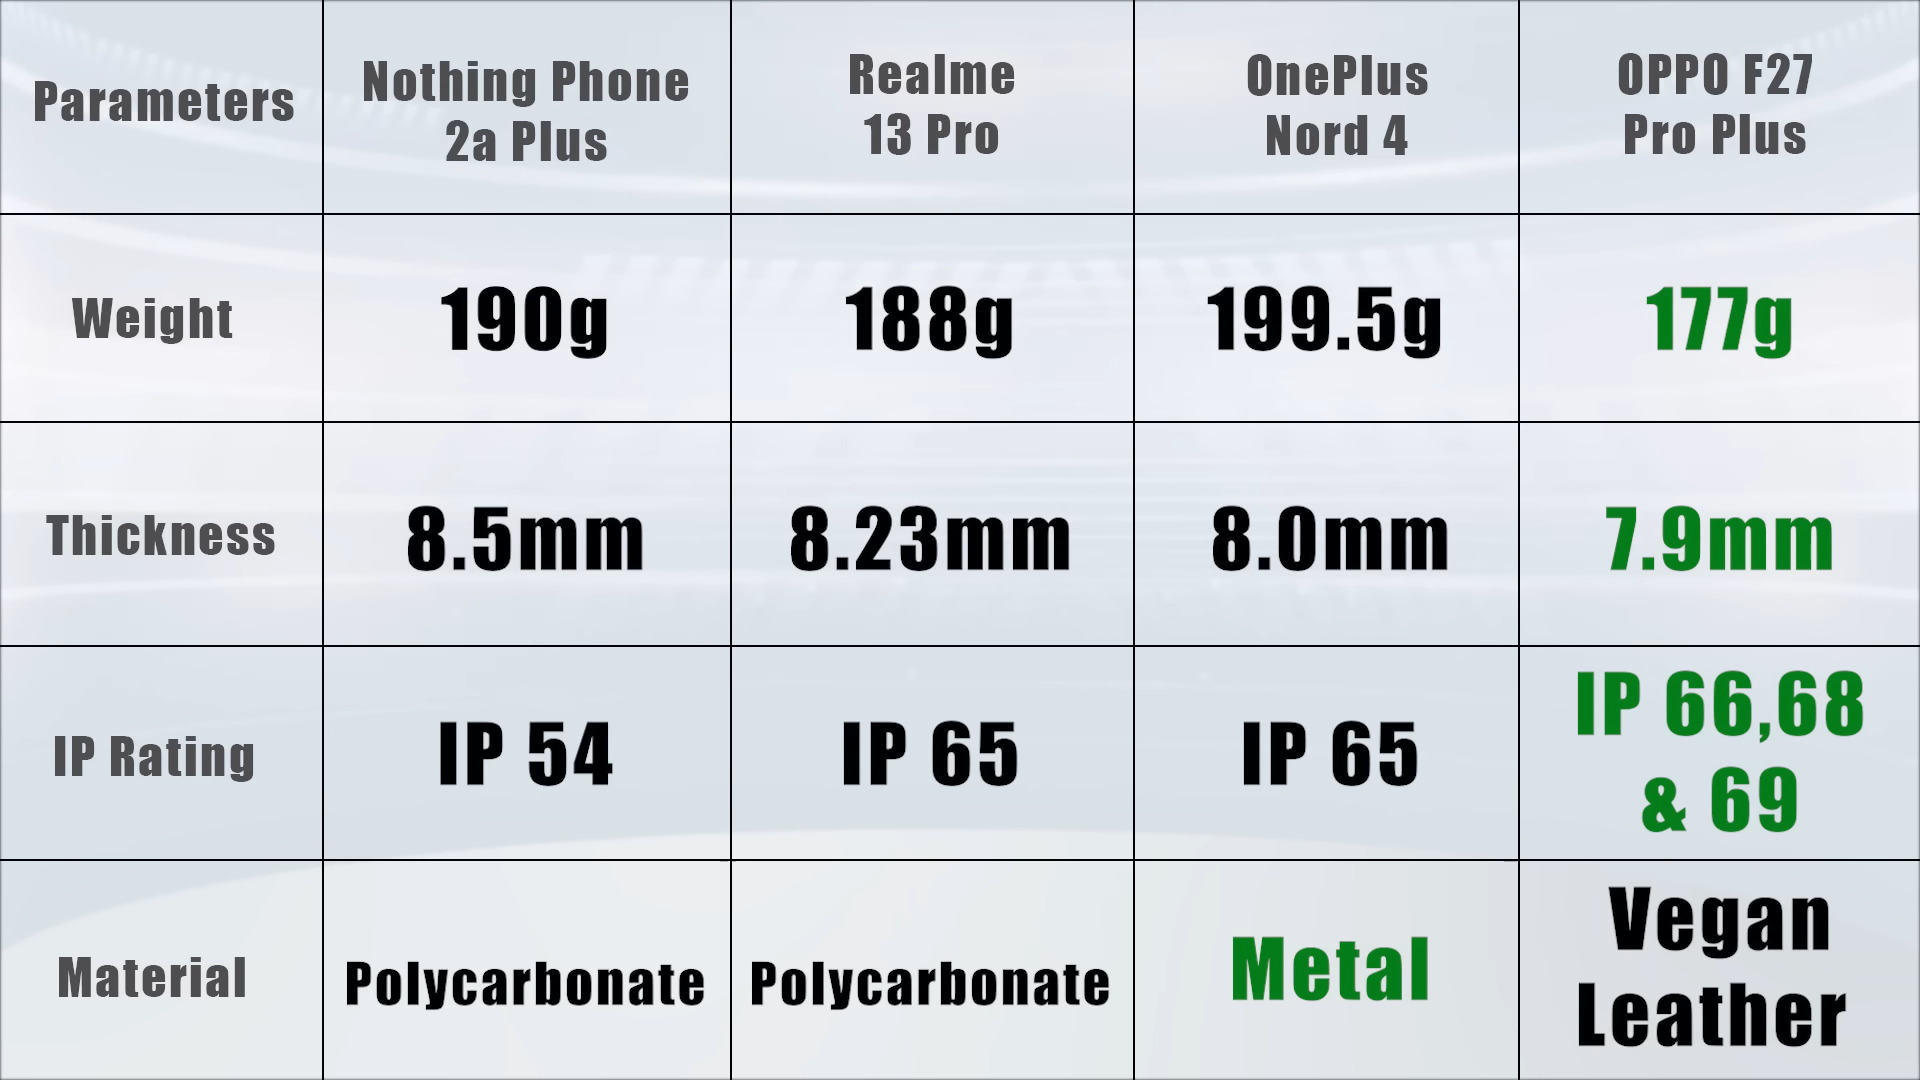 Parameters
Nothing Phone
2a Plus
Realme
13 Pro
OnePlus
Nord 4
OPPO F27
Pro Plus
Weight
190g
188g
199.5g
177g
Thickness
8.5mm
8.23mm
8.0mm
7.9mm
IP Rating
IP 54
IP 65
IP 65
IP 66,68
& 69
Material
Polycarbonate
Polycarbonate
Metal
Vegan
Leather